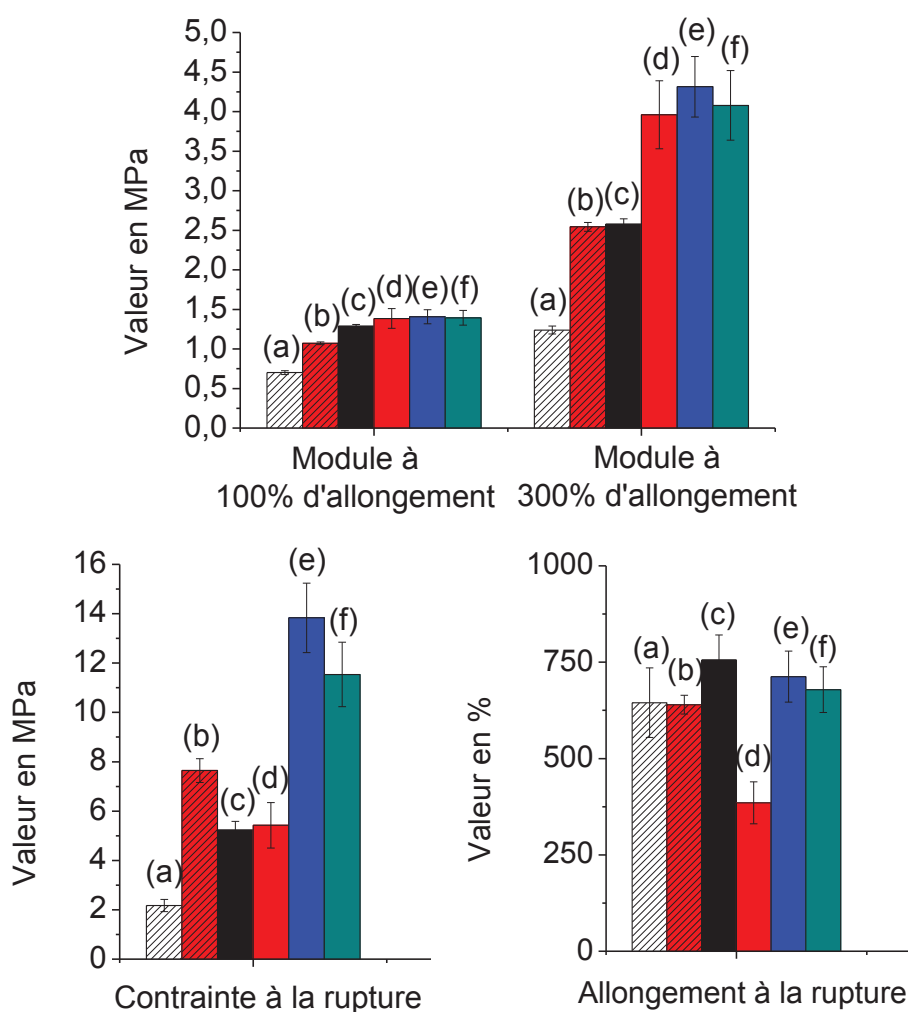 Valeur en MPa
5,0
4,5
4,0
3,5
3,0
2,5
2,0
1,5
1,0
0,5
0,0
(a) (b) (c) (d) (e) (f)
(a) (b) (c) (d) (e) (f)
Module à
100% d'allongement
Module à
300% d'allongement
Valeur en MPa
16
14
12
10
8
6
4
2
0
(a) (b) (c) (d) (e) (f)
Contrainte à la rupture
Valeur en %
1000
750
500
250
0
(a) (b) (c) (d) (e) (f)
Allongement à la rupture